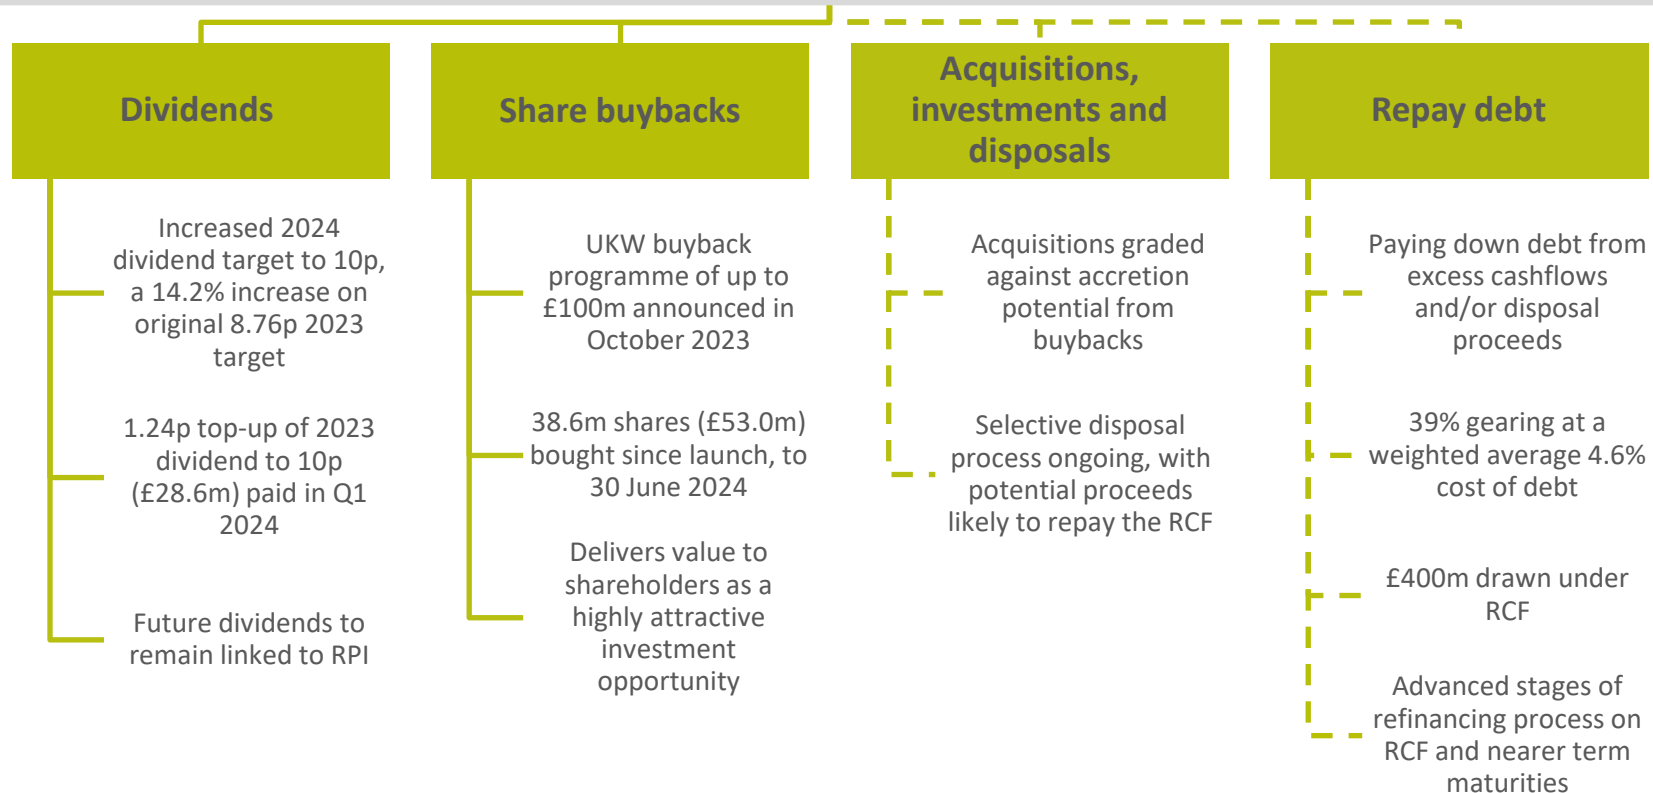 Dividends
Increased 2024
dividend target to 10p,
a 14.2% increase on
original 8.76p 2023
target
1.24p top-up of 2023
dividend to 10p
(£28.6m) paid in Q1
2024
Future dividends to
remain linked to RPI
Share buybacks
UKW buyback
programme of up to
£100m announced in
October 2023
38.6m shares (£53.0m)
bought since launch, to
30 June 2024
Delivers value to
shareholders as a
highly attractive
investment
opportunity
Acquisitions,
investments and
disposals
Acquisitions graded
against accretion
potential from
buybacks
Selective disposal
process ongoing, with
potential proceeds
likely to repay the RCF
Repay debt
Paying down debt from
excess cashflows
and/or disposal
proceeds
39% gearing at a
weighted average 4.6%
cost of debt
£400m drawn under
RCF
Advanced stages of
refinancing process on
RCF and nearer term
maturities